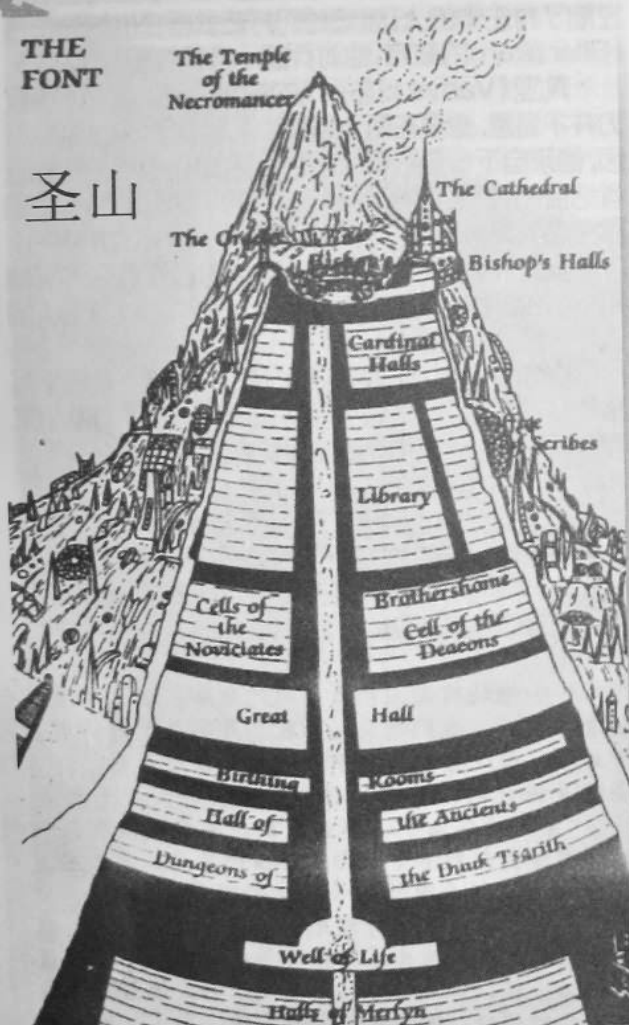 THE
FONT
The Temple
of the
Necromancer
圣山
The Cathedral
The
Bishop's Halls
Cardinal
Halls
Scribes
Library
Brothershome
Cells of
the
Noviciates
Cell of the
Deacons
Great Hall
Birthing Rooms
Hall of the Ancients
Dungeons of the Duuk Tsarith
Well of Life
Halls of Merlyn